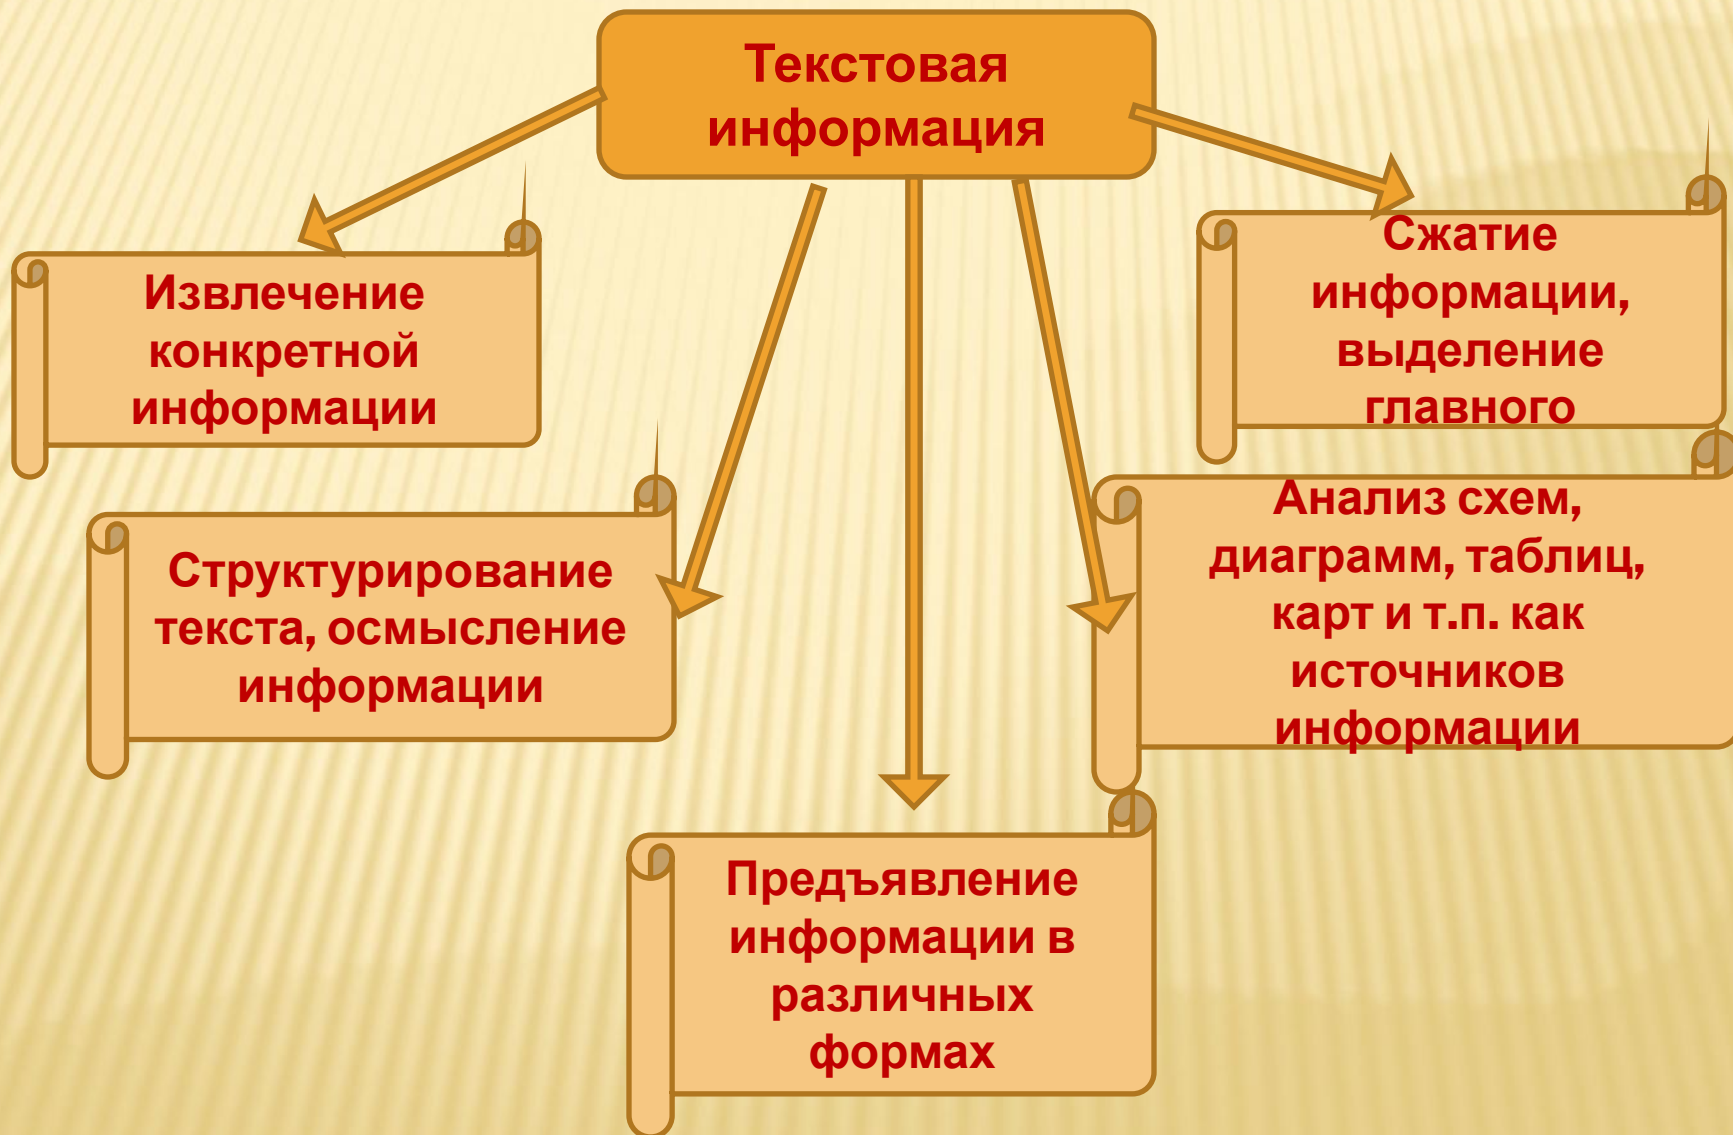 Текстовая
информация
Извлечение
конкретной
информации
Сжатие
информации,
выделение
главного
Структурирование
текста, осмысление
информации
Анализ схем,
диаграмм, таблиц,
карт и т.п. как
источников
информации
Предъявление
информации в
различных
формах